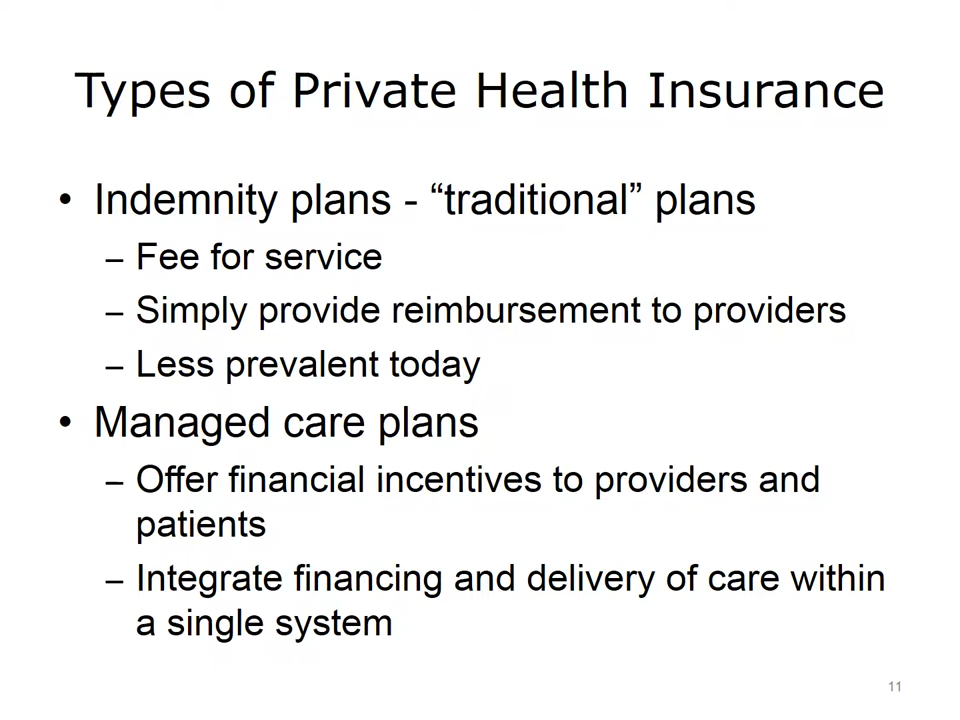 Types of Private Health Insurance
• Indemnity plans - “traditional” plans
– Fee for service
– Simply provide reimbursement to providers
– Less prevalent today
• Managed care plans
– Offer financial incentives to providers and
patients
– Integrate financing and delivery of care within
a single system
11